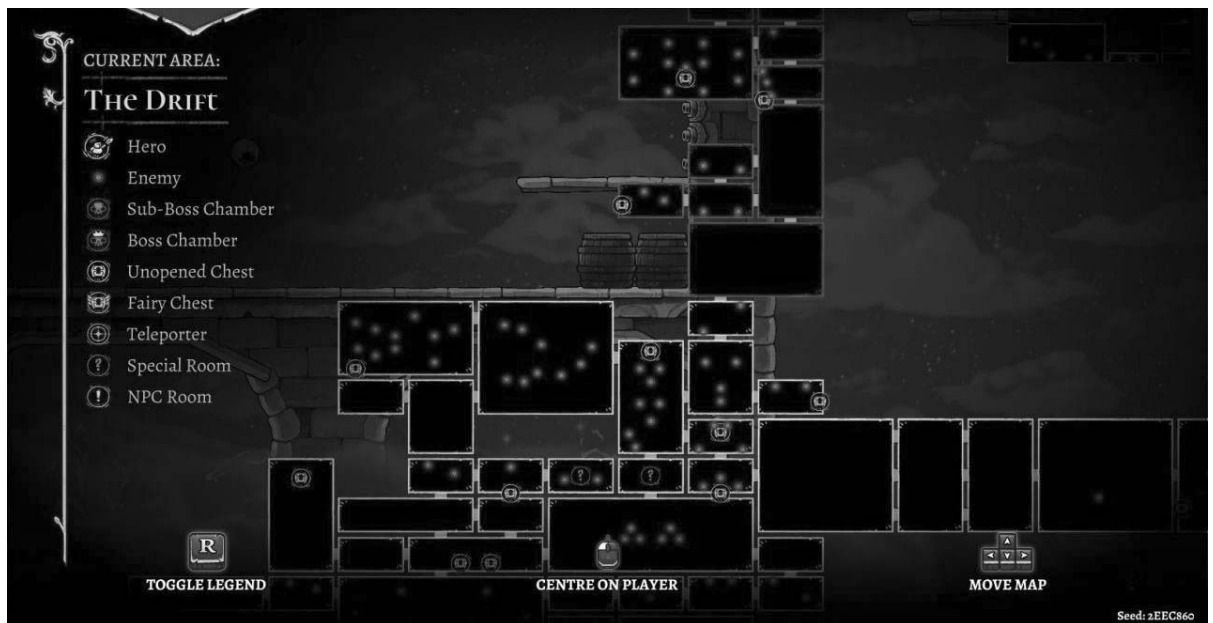 CURRENT AREA:
THE DRIFT
Hero
Enemy
Sub-Boss Chamber
Boss Chamber
Unopened Chest
Fairy Chest
Teleporter
? Special Room
! NPC Room
? ?
R
TOGGLE LEGEND
CENTRE ON PLAYER
MOVE MAP
Seed: 2EEC860